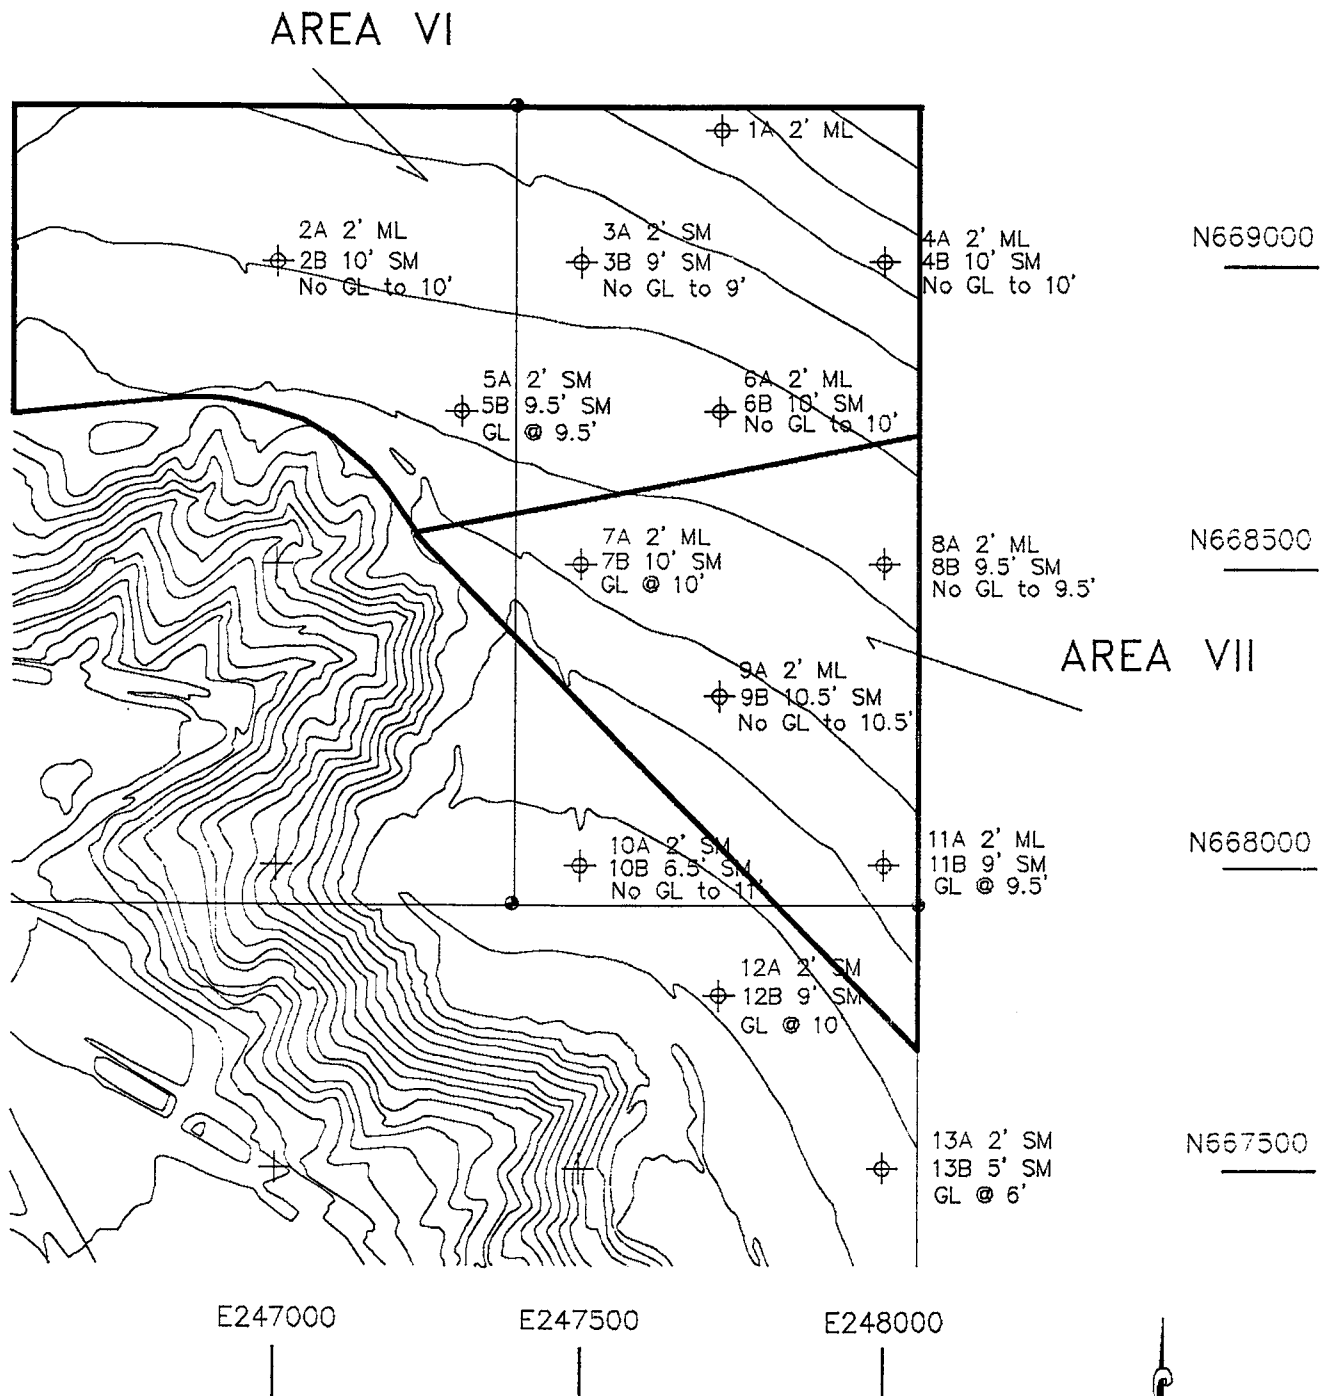 AREA VI
1A 2' ML
2A 2' ML
2B 10' SM
No GL to 10'
3A 2' SM
3B 9' SM
No GL to 9'
4A 2' ML
4B 10' SM
No GL to 10'
N669000
5A 2' SM
5B 9.5' SM
GL @ 9.5'
6A 2' ML
6B 10' SM
No GL to 10'
7A 2' ML
7B 10' SM
GL @ 10'
8A 2' ML
8B 9.5' SM
No GL to 9.5'
N668500
AREA VII
9A 2' ML
9B 10.5' SM
No GL to 10.5'
10A 2' SM
10B 6.5' SM
No GL to 11'
11A 2' ML
11B 9' SM
GL @ 9.5'
N668000
12A 2' SM
12B 9' SM
GL @ 10'
13A 2' SM
13B 5' SM
GL @ 6'
N667500
E247000
E247500
E248000